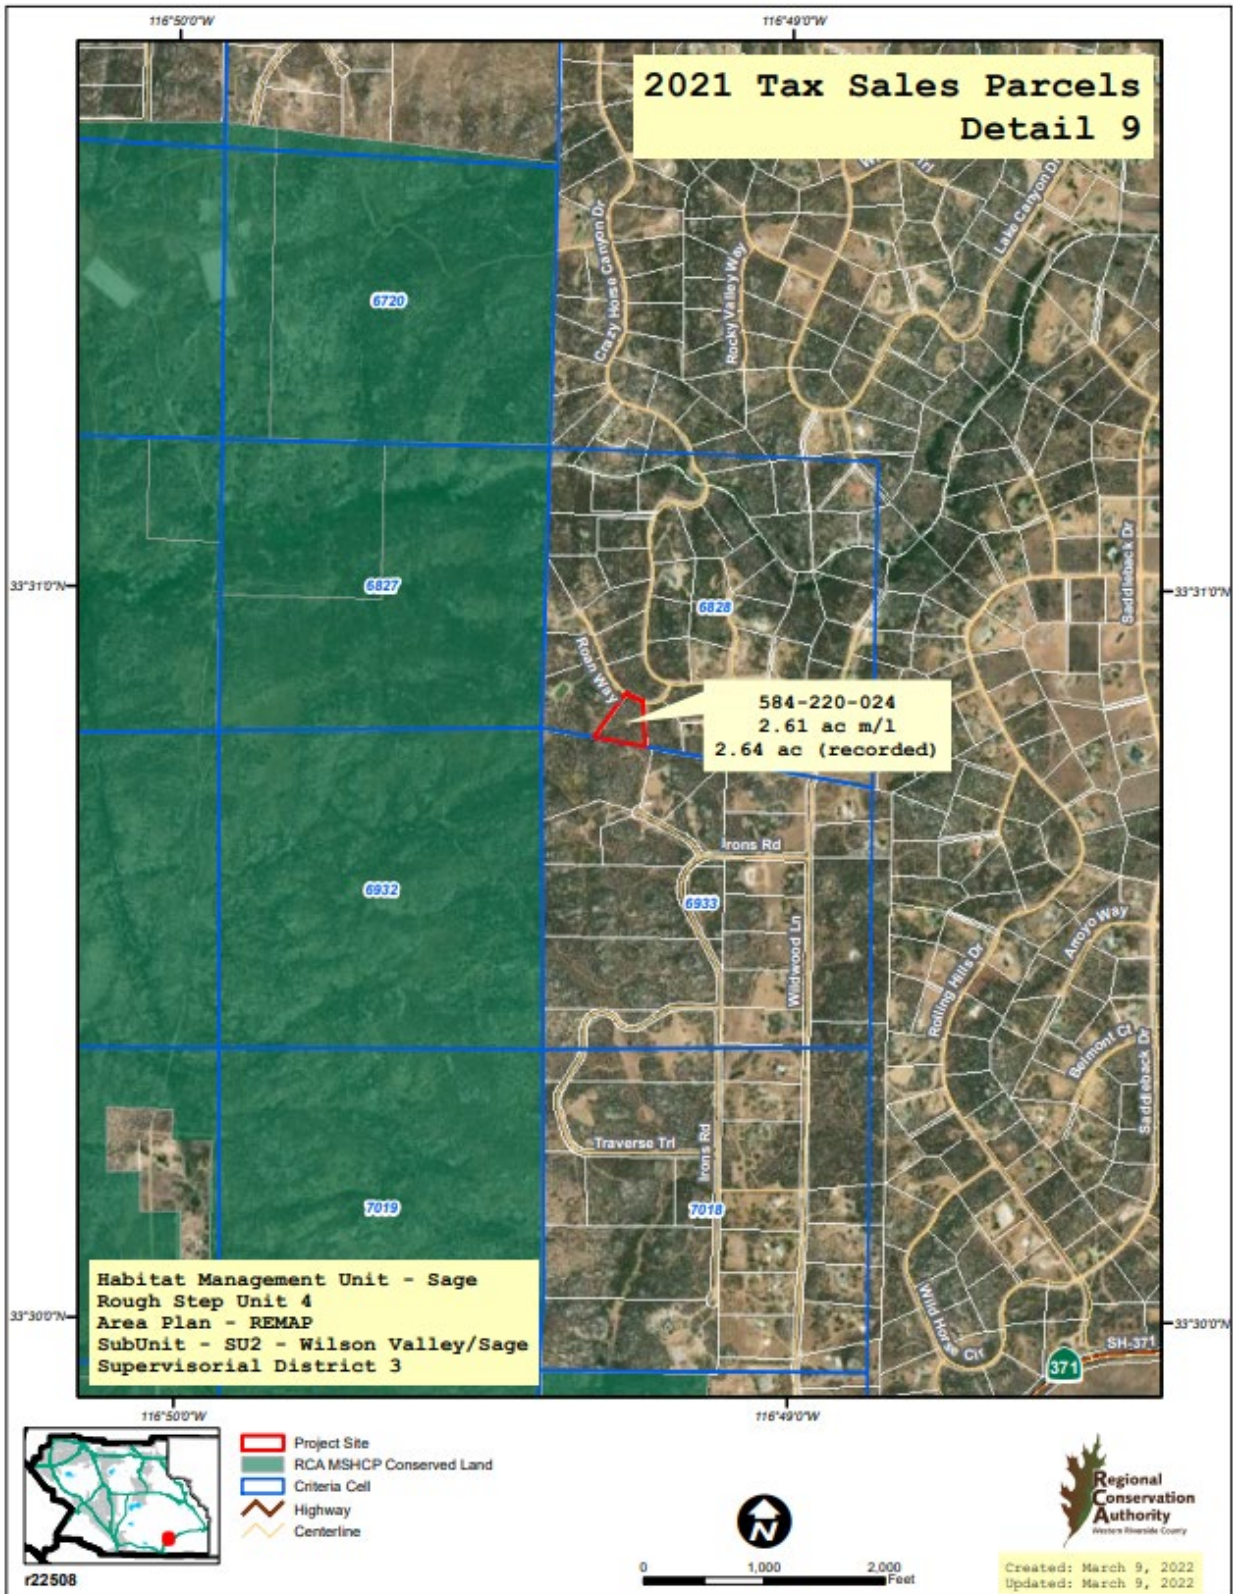 116°50'0"W
116°49'0"W
2021 Tax Sales Parcels
Detail 9
Lake Canyon Dr
Crazy Horse Canyon Dr
Rocky Valley Way
6720
33°31'0"N
33°31'0"N
6827
6828
Saddleback Dr
Roan Way
584-220-024
2.61 ac m/l
2.64 ac (recorded)
Irons Rd
6932
6933
Wildwood Ln
Rolling Hills Dr
Arroyo Way
Belmont Ct
Saddleback Dr
Traverse Trl
Irons Rd
7019
7018
Wild Horse Cir
SH-371
371
33°30'0"N
33°30'0"N
Habitat Management Unit - Sage
Rough Step Unit 4
Area Plan - REMAP
SubUnit - SU2 - Wilson Valley/Sage
Supervisorial District 3
116°50'0"W
116°49'0"W
Project Site
RCA MSHCP Conserved Land
Criteria Cell
Highway
Centerline
N
0 1,000 2,000
Feet
Regional
Conservation
Authority
Western Riverside County
r22508
Created: March 9, 2022
Updated: March 9, 2022